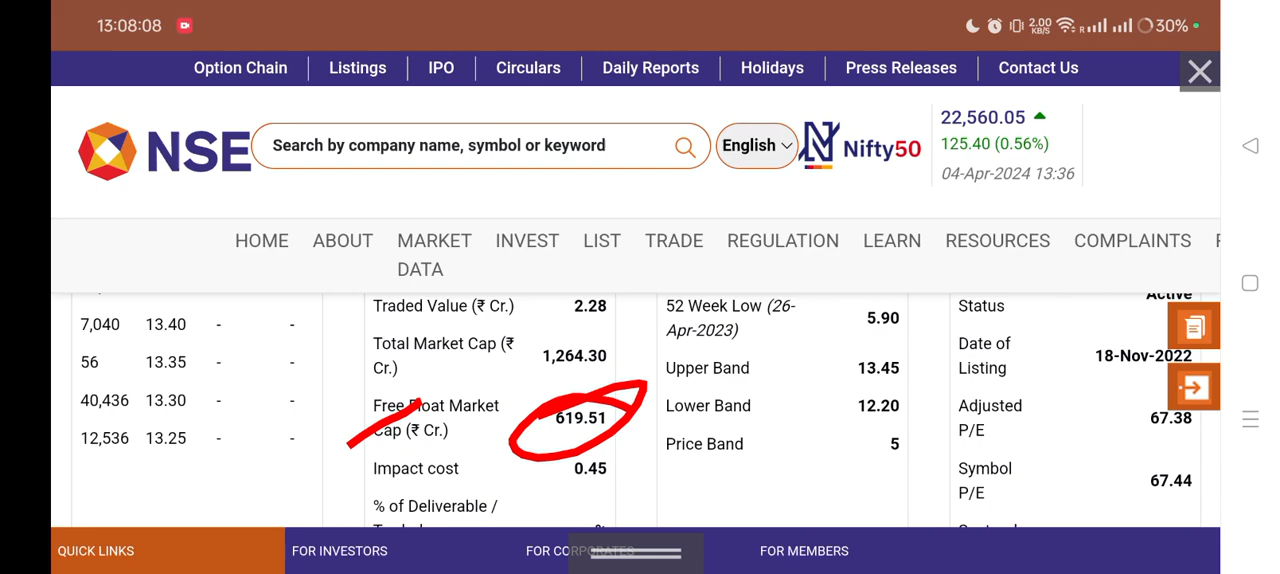 13:08:08
2.00
KB/S
R
30%
Option Chain
Listings
IPO
Circulars
Daily Reports
Holidays
Press Releases
Contact Us
NSE
Search by company name, symbol or keyword
English
Nifty50
22,560.05
125.40 (0.56%)
04-Apr-2024 13:36
HOME
ABOUT
MARKET DATA
INVEST
LIST
TRADE
REGULATION
LEARN
RESOURCES
COMPLAINTS
7,040 13.40 - -
56 13.35 - -
40,436 13.30 - -
12,536 13.25 - -
Traded Value (₹ Cr.) 2.28
Total Market Cap (₹
Cr.) 1,264.30
Free Float Market
Cap (₹ Cr.) 619.51
Impact cost 0.45
% of Deliverable /
52 Week Low (26-
Apr-2023) 5.90
Upper Band 13.45
Lower Band 12.20
Price Band 5
Status Active
Date of
Listing 18-Nov-2022
Adjusted
P/E 67.38
Symbol
P/E 67.44
QUICK LINKS
FOR INVESTORS
FOR CORPORATES
FOR MEMBERS